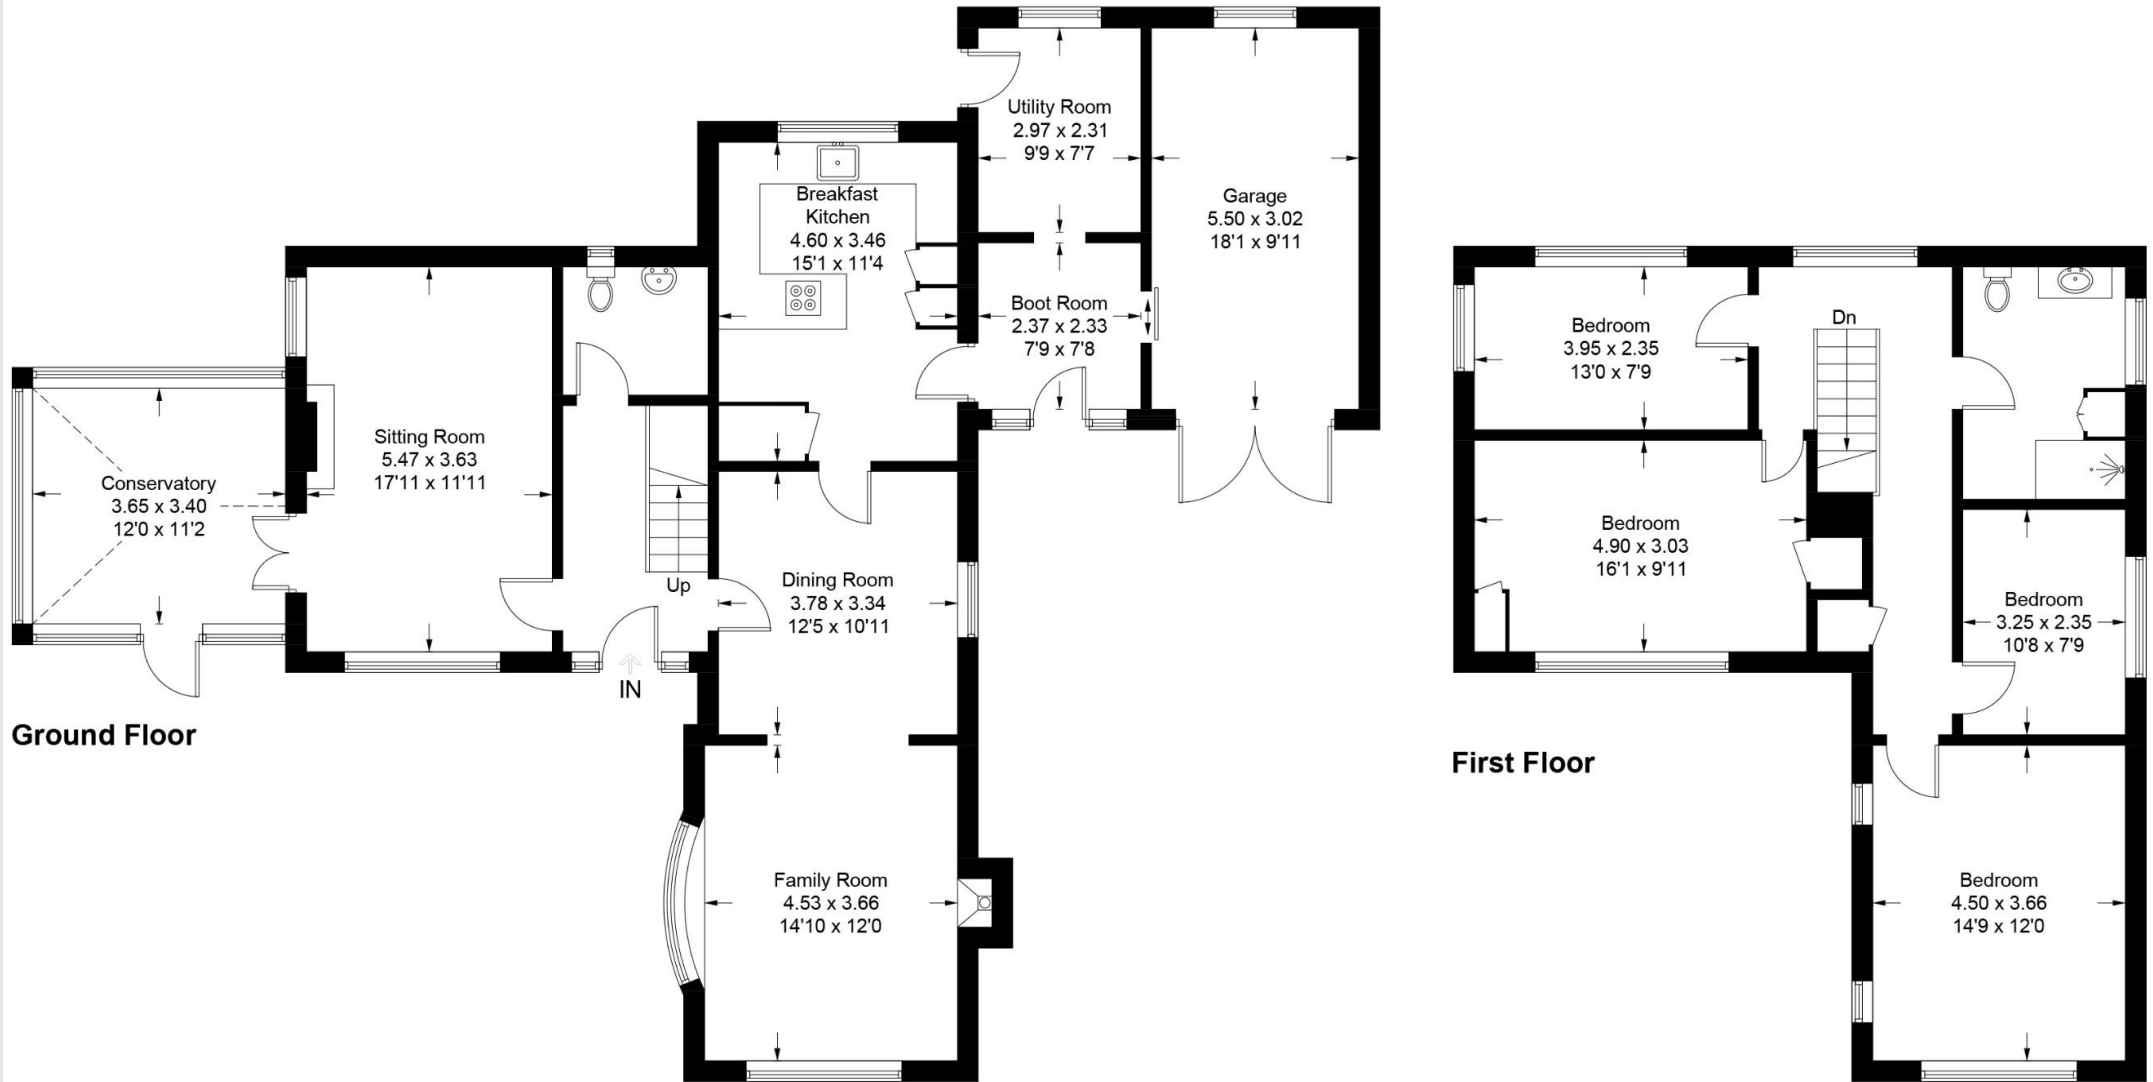 Utility Room
2.97 x 2.31
9'9 x 7'7
Breakfast
Kitchen
4.60 x 3.46
15'1 x 11'4
Garage
5.50 x 3.02
18'1 x 9'11
Boot Room
2.37 x 2.33
7'9 x 7'8
Sitting Room
5.47 x 3.63
17'11 x 11'11
Conservatory
3.65 x 3.40
12'0 x 11'2
Up
Dining Room
3.78 x 3.34
12'5 x 10'11
IN
Ground Floor
Family Room
4.53 x 3.66
14'10 x 12'0
Dn
Bedroom
3.95 x 2.35
13'0 x 7'9
Bedroom
4.90 x 3.03
16'1 x 9'11
Bedroom
3.25 x 2.35
10'8 x 7'9
First Floor
Bedroom
4.50 x 3.66
14'9 x 12'0